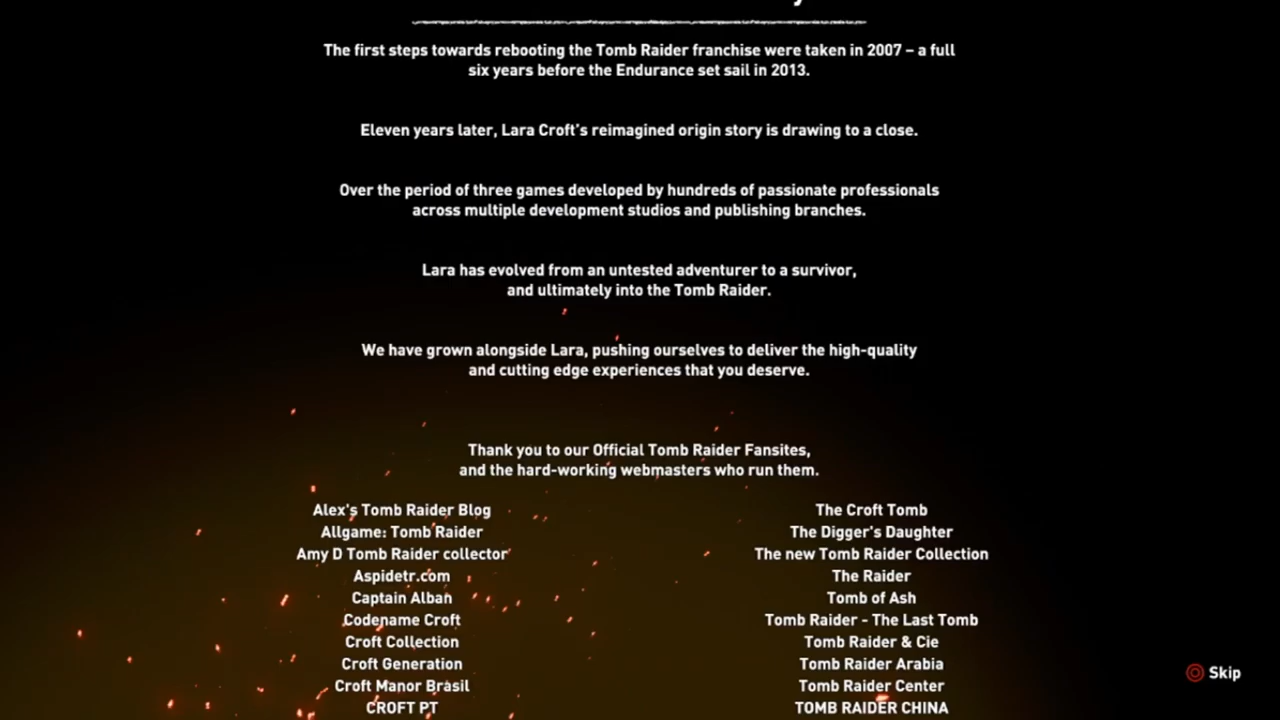 The first steps towards rebooting the Tomb Raider franchise were taken in 2007 – a full
six years before the Endurance set sail in 2013.
Eleven years later, Lara Croft's reimagined origin story is drawing to a close.
Over the period of three games developed by hundreds of passionate professionals
across multiple development studios and publishing branches.
Lara has evolved from an untested adventurer to a survivor,
and ultimately into the Tomb Raider.
We have grown alongside Lara, pushing ourselves to deliver the high-quality
and cutting edge experiences that you deserve.
Thank you to our Official Tomb Raider Fansites,
and the hard-working webmasters who run them.
Alex's Tomb Raider Blog
Allgame: Tomb Raider
Amy D Tomb Raider collector
Aspidetr.com
Captain Alban
Codename Croft
Croft Collection
Croft Generation
Croft Manor Brasil
CROFT PT
The Croft Tomb
The Digger's Daughter
The new Tomb Raider Collection
The Raider
Tomb of Ash
Tomb Raider - The Last Tomb
Tomb Raider & Cie
Tomb Raider Arabia
Tomb Raider Center
TOMB RAIDER CHINA
Skip